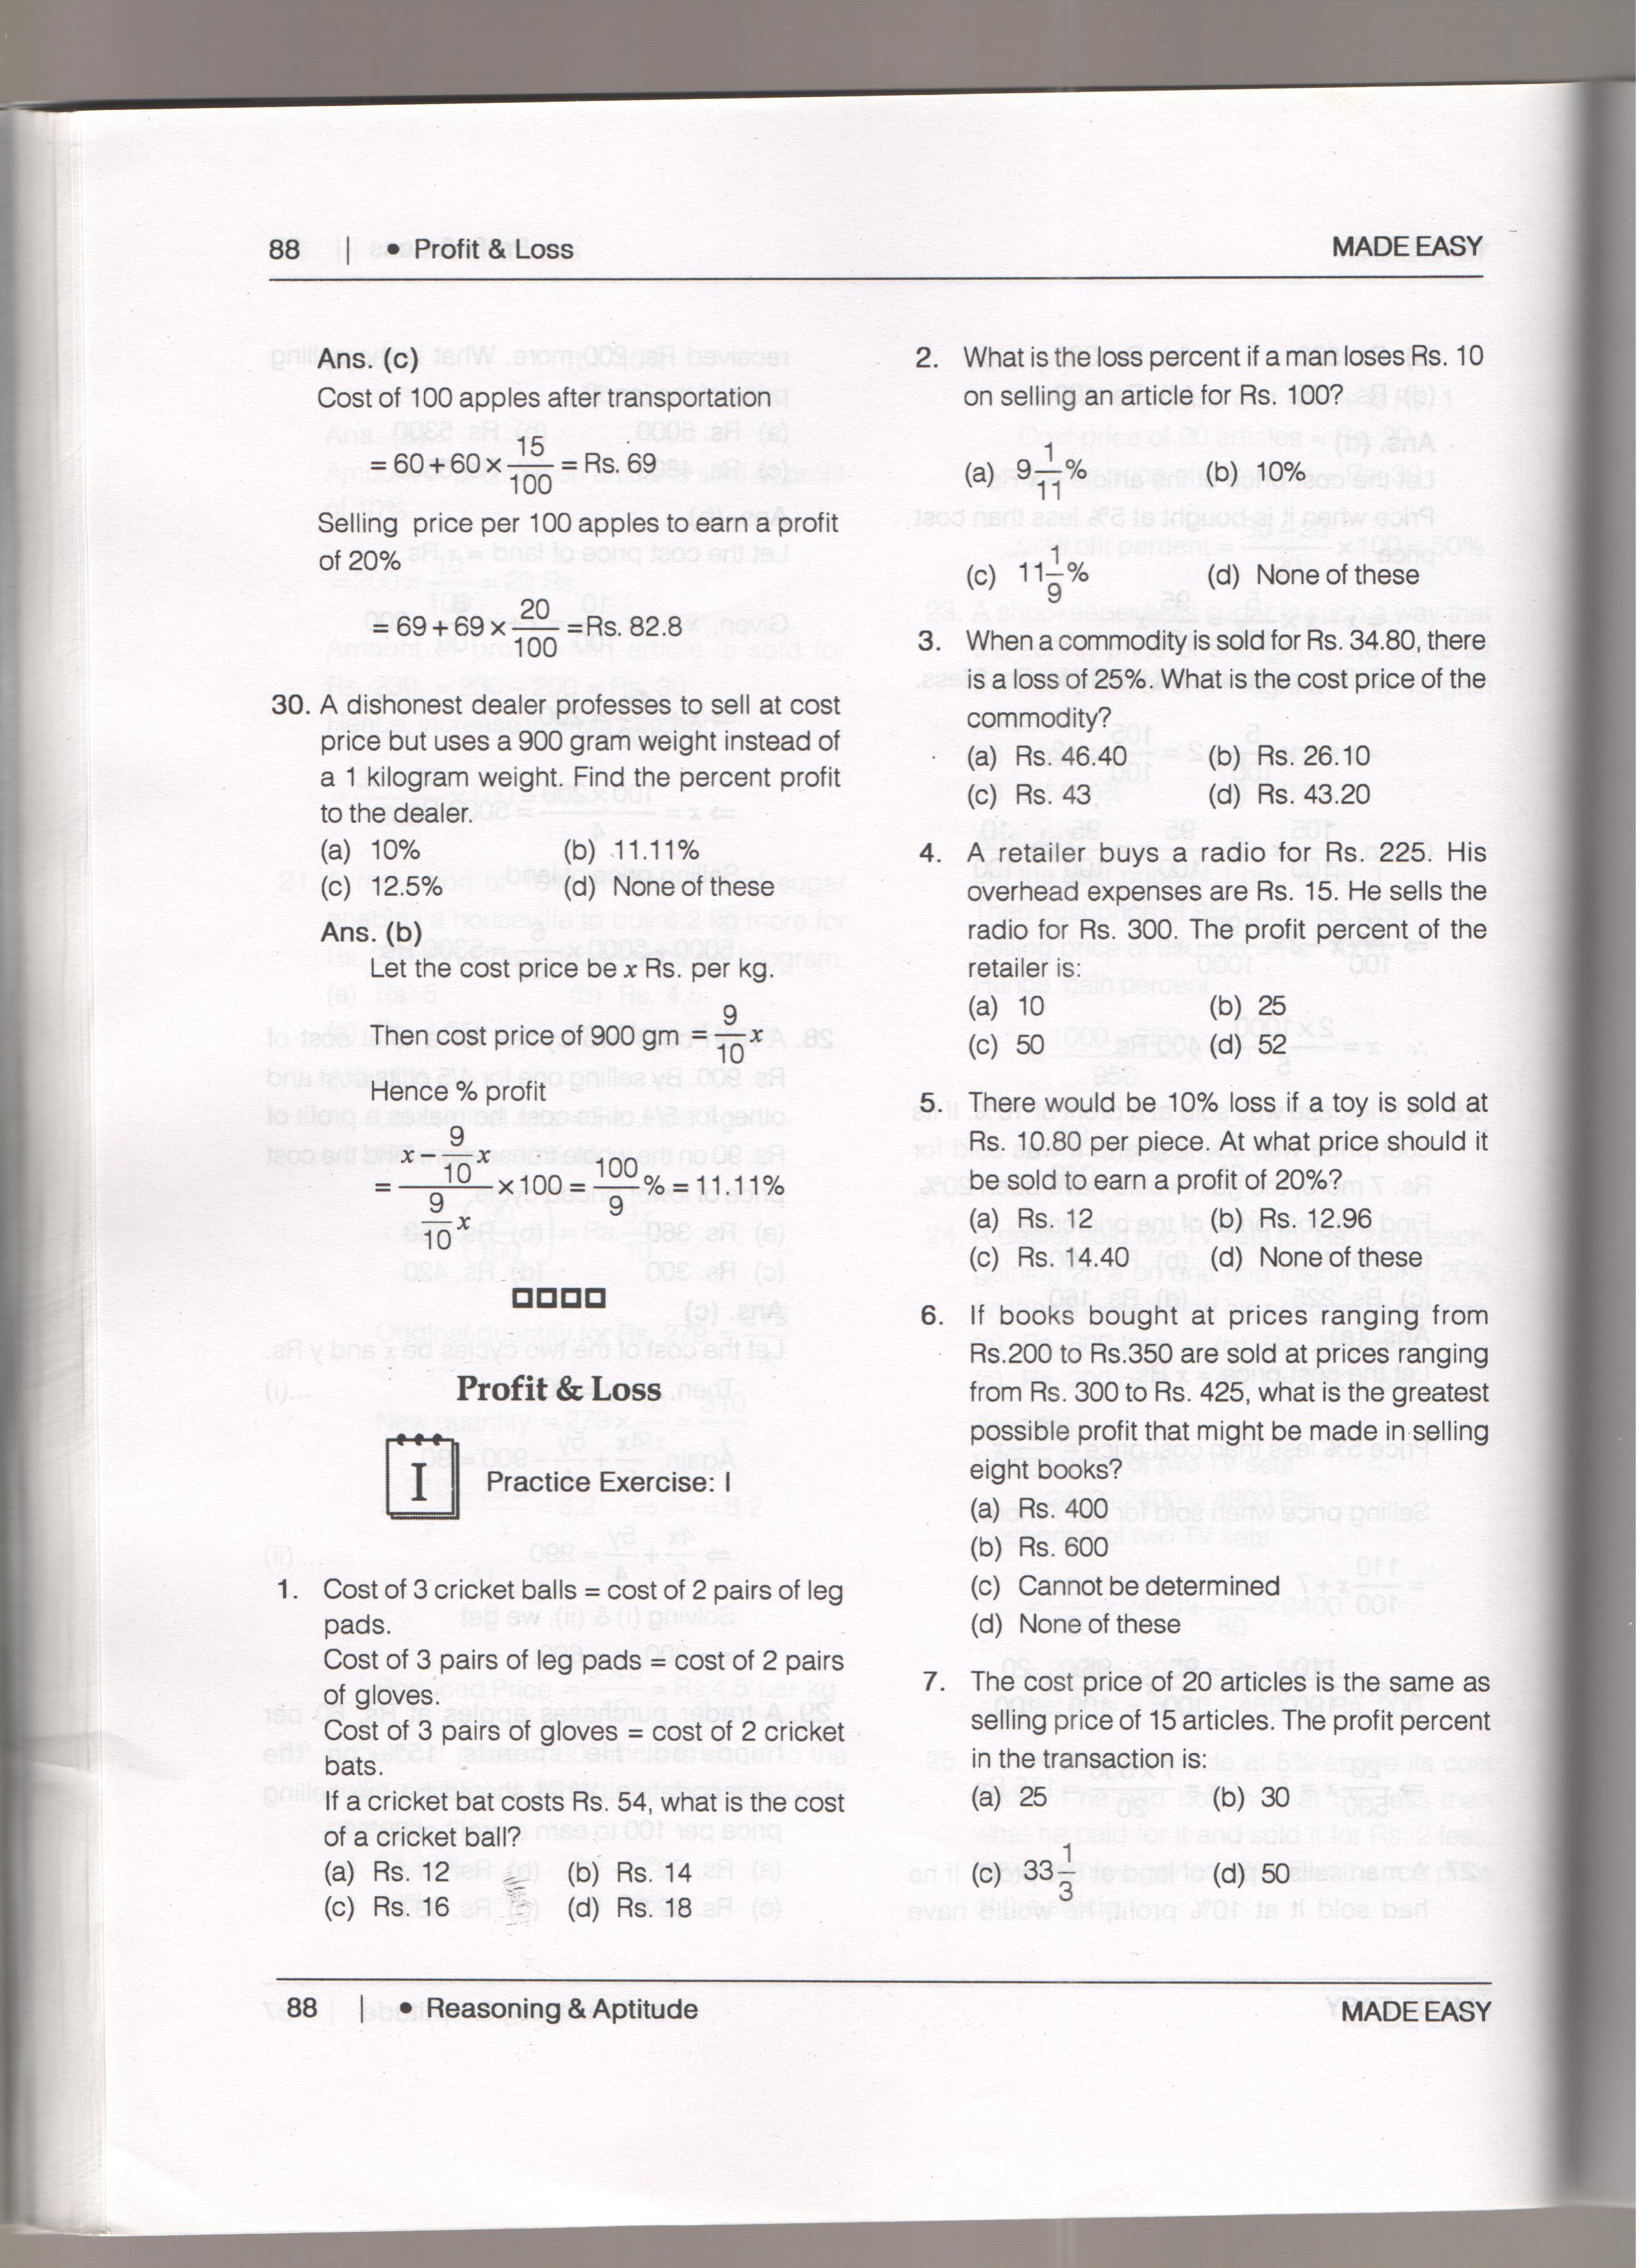 88 | • Profit & Loss MADE EASY
Ans. (c)
Cost of 100 apples after transportation
= 60 + 60 × 15/100 = Rs. 69
Selling price per 100 apples to earn a profit
of 20%
= 69 + 69 × 20/100 = Rs. 82.8
30. A dishonest dealer professes to sell at cost
price but uses a 900 gram weight instead of
a 1 kilogram weight. Find the percent profit
to the dealer.
(a) 10% (b) 11.11%
(c) 12.5% (d) None of these
Ans. (b)
Let the cost price be x Rs. per kg.
Then cost price of 900 gm = 9/10 x
Hence % profit
= (x − 9/10 x)/(9/10 x) × 100 = 100/9 % = 11.11%
Profit & Loss
I Practice Exercise: I
1. Cost of 3 cricket balls = cost of 2 pairs of leg
pads.
Cost of 3 pairs of leg pads = cost of 2 pairs
of gloves.
Cost of 3 pairs of gloves = cost of 2 cricket
bats.
If a cricket bat costs Rs. 54, what is the cost
of a cricket ball?
(a) Rs. 12 (b) Rs. 14
(c) Rs. 16 (d) Rs. 18
2. What is the loss percent if a man loses Rs. 10
on selling an article for Rs. 100?
(a) 9 1/11 % (b) 10%
(c) 11 1/9 % (d) None of these
3. When a commodity is sold for Rs. 34.80, there
is a loss of 25%. What is the cost price of the
commodity?
(a) Rs. 46.40 (b) Rs. 26.10
(c) Rs. 43 (d) Rs. 43.20
4. A retailer buys a radio for Rs. 225. His
overhead expenses are Rs. 15. He sells the
radio for Rs. 300. The profit percent of the
retailer is:
(a) 10 (b) 25
(c) 50 (d) 52
5. There would be 10% loss if a toy is sold at
Rs. 10.80 per piece. At what price should it
be sold to earn a profit of 20%?
(a) Rs. 12 (b) Rs. 12.96
(c) Rs. 14.40 (d) None of these
6. If books bought at prices ranging from
Rs.200 to Rs.350 are sold at prices ranging
from Rs. 300 to Rs. 425, what is the greatest
possible profit that might be made in selling
eight books?
(a) Rs. 400
(b) Rs. 600
(c) Cannot be determined
(d) None of these
7. The cost price of 20 articles is the same as
selling price of 15 articles. The profit percent
in the transaction is:
(a) 25 (b) 30
(c) 33 1/3 (d) 50
88 | • Reasoning & Aptitude MADE EASY